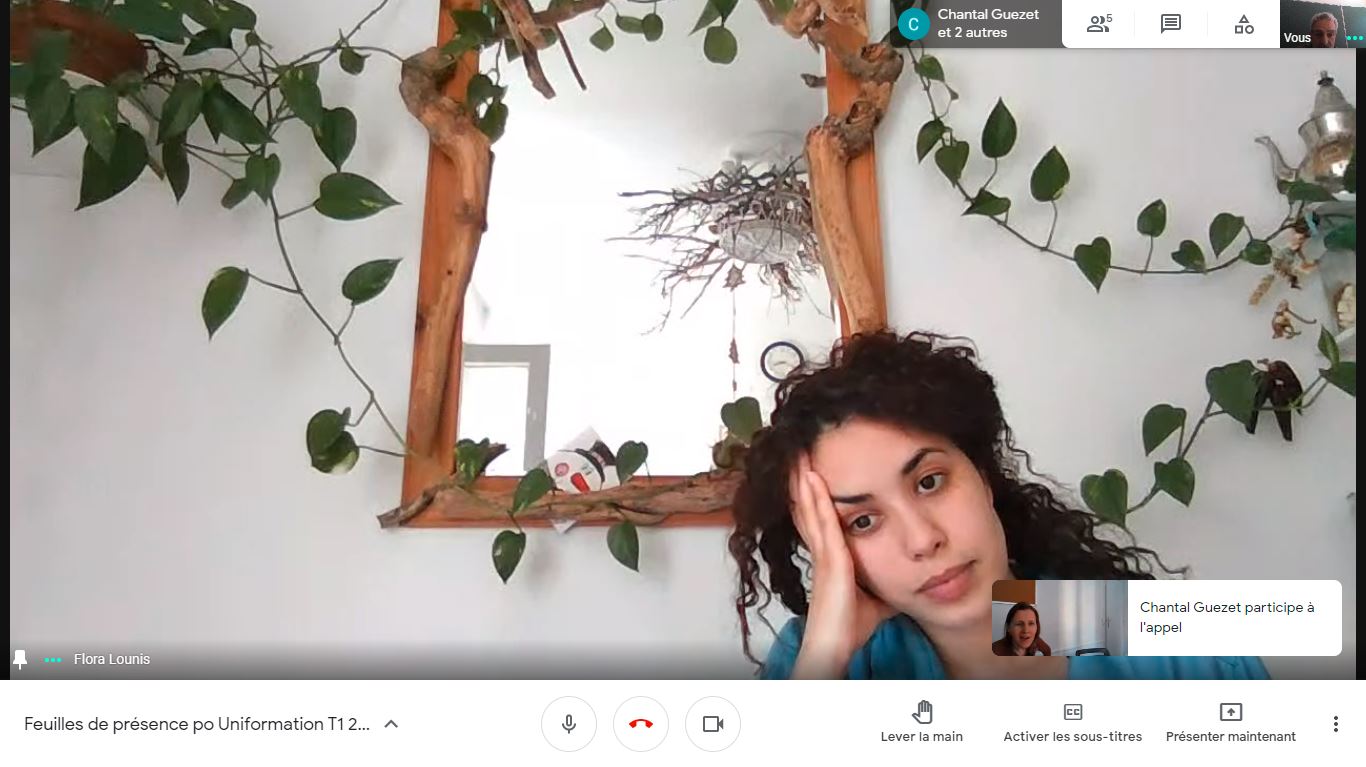 C
Chantal Guezet
et 2 autres
5
Vous
Chantal Guezet participe à
l'appel
Flora Lounis
Feuilles de présence po Uniformation T1 2...
CC
Lever la main
Activer les sous-titres
Présenter maintenant